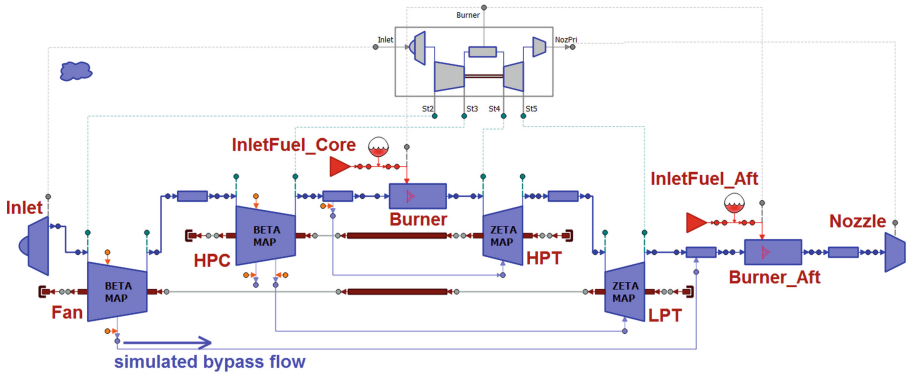 Burner
Inlet
NozPri
St2
St3
St4
St5
InletFuel_Core
InletFuel_Aft
Inlet
Burner
Nozzle
BETA
MAP
ZETA
MAP
HPC
HPT
Burner_Aft
BETA
MAP
ZETA
MAP
Fan
LPT
simulated bypass flow